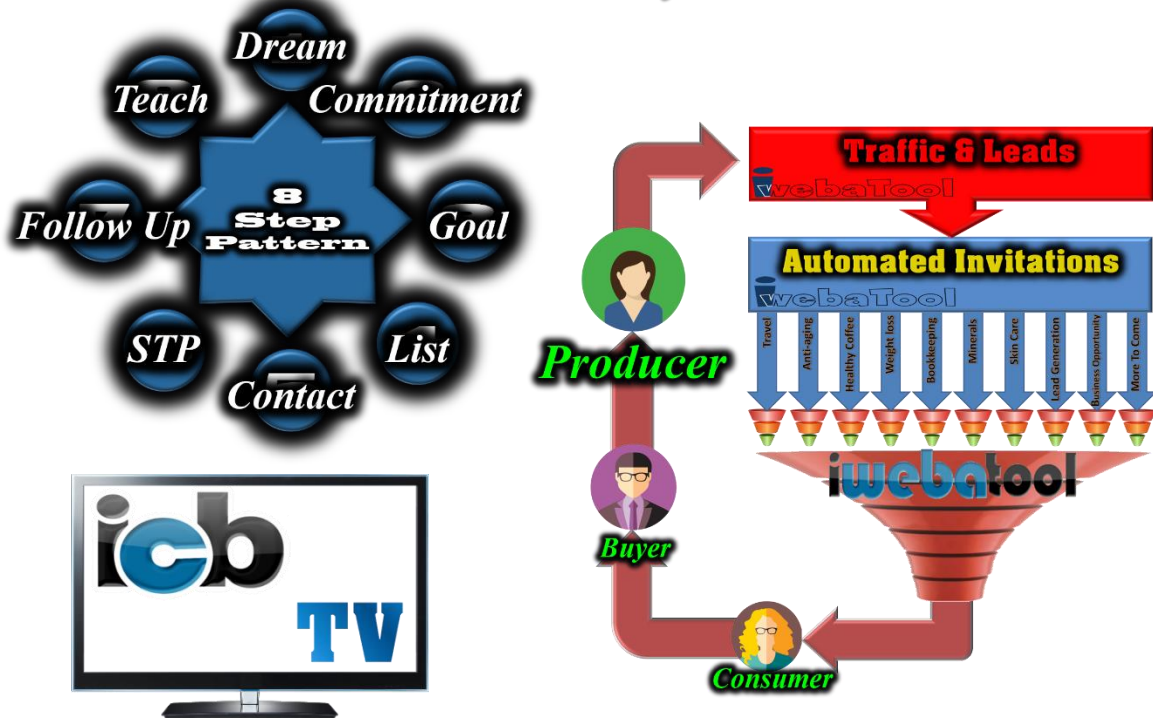 Dream
Commitment
Goal
List
Contact
STP
Follow Up
Teach
8
Step
Pattern
icb
TV
Traffic & Leads
iwebaTool
Automated Invitations
iwebaTool
Travel
Anti-aging
Healthy Coffee
Weight loss
Bookkeeping
Minerals
Skin Care
Lead Generation
Business Opportunity
More To Come
iwebatool
Producer
Buyer
Consumer